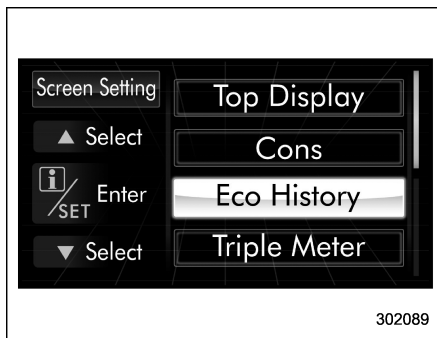 Screen Setting
▲ Select
i/SET Enter
▼ Select
Top Display
Cons
Eco History
Triple Meter
302089